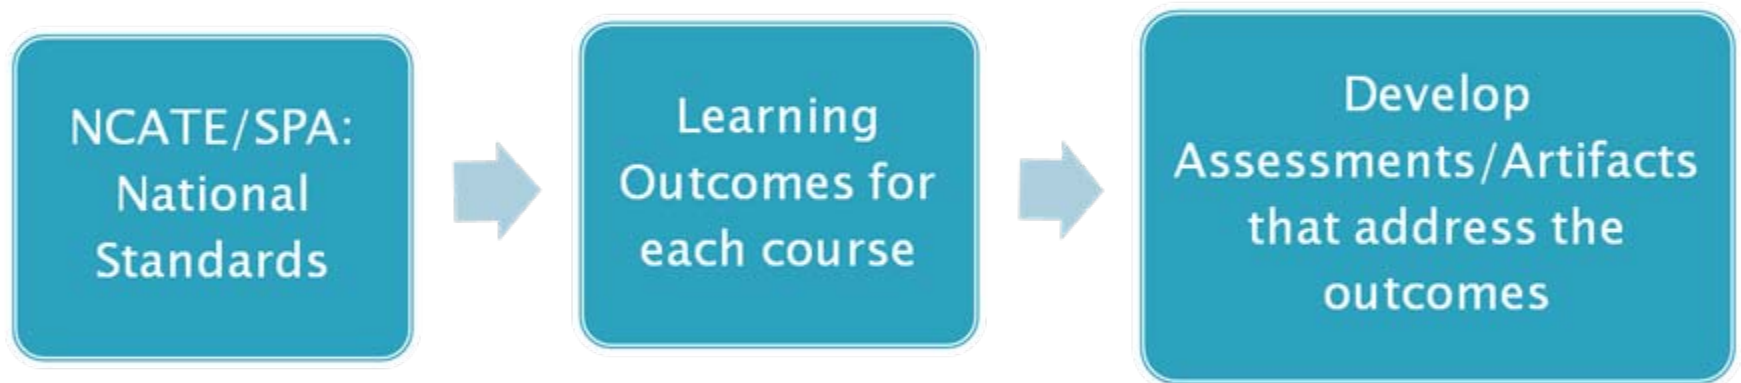 NCATE/SPA:
National
Standards
Learning
Outcomes for
each course
Develop
Assessments/Artifacts
that address the
outcomes